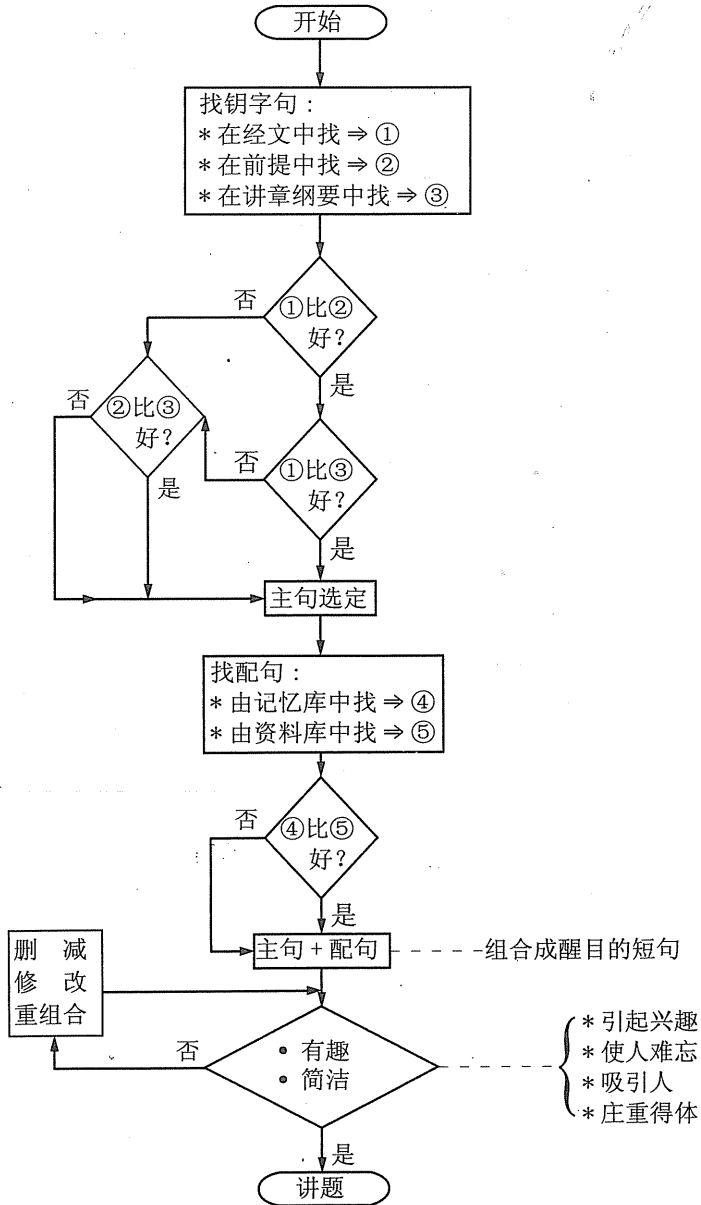 开始
找钥字句：
* 在经文中找 ⇒ ①
* 在前提中找 ⇒ ②
* 在讲章纲要中找 ⇒ ③
①比②
好？
否
是
②比③
好？
否
是
①比③
好？
否
是
主句选定
找配句：
* 由记忆库中找 ⇒ ④
* 由资料库中找 ⇒ ⑤
④比⑤
好？
否
是
主句 + 配句
组合成醒目的短句
删 减
修 改
重组合
• 有趣
• 简洁
否
是
* 引起兴趣
* 使人难忘
* 吸引人
* 庄重得体
讲题